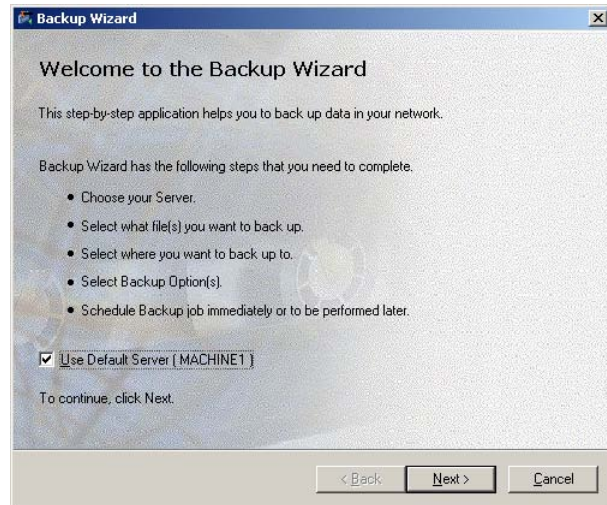 Backup Wizard
Welcome to the Backup Wizard
This step-by-step application helps you to back up data in your network.
Backup Wizard has the following steps that you need to complete.
• Choose your Server.
• Select what file(s) you want to back up.
• Select where you want to back up to.
• Select Backup Option(s).
• Schedule Backup job immediately or to be performed later.
Use Default Server ( MACHINE1 )
To continue, click Next.
< Back Next > Cancel